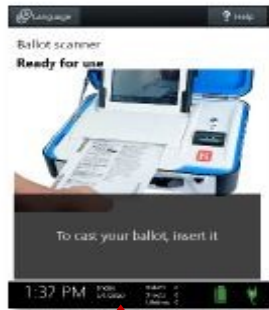 Language
? Help
Ballot scanner
Ready for use
To cast your ballot, insert it
1:37 PM